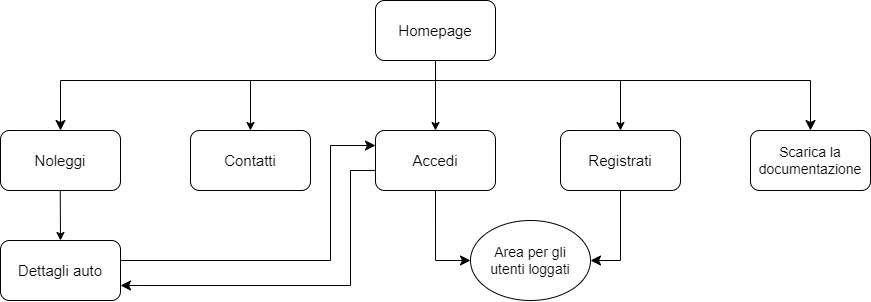 Homepage
Noleggi
Contatti
Accedi
Registrati
Scarica la
documentazione
Dettagli auto
Area per gli
utenti loggati